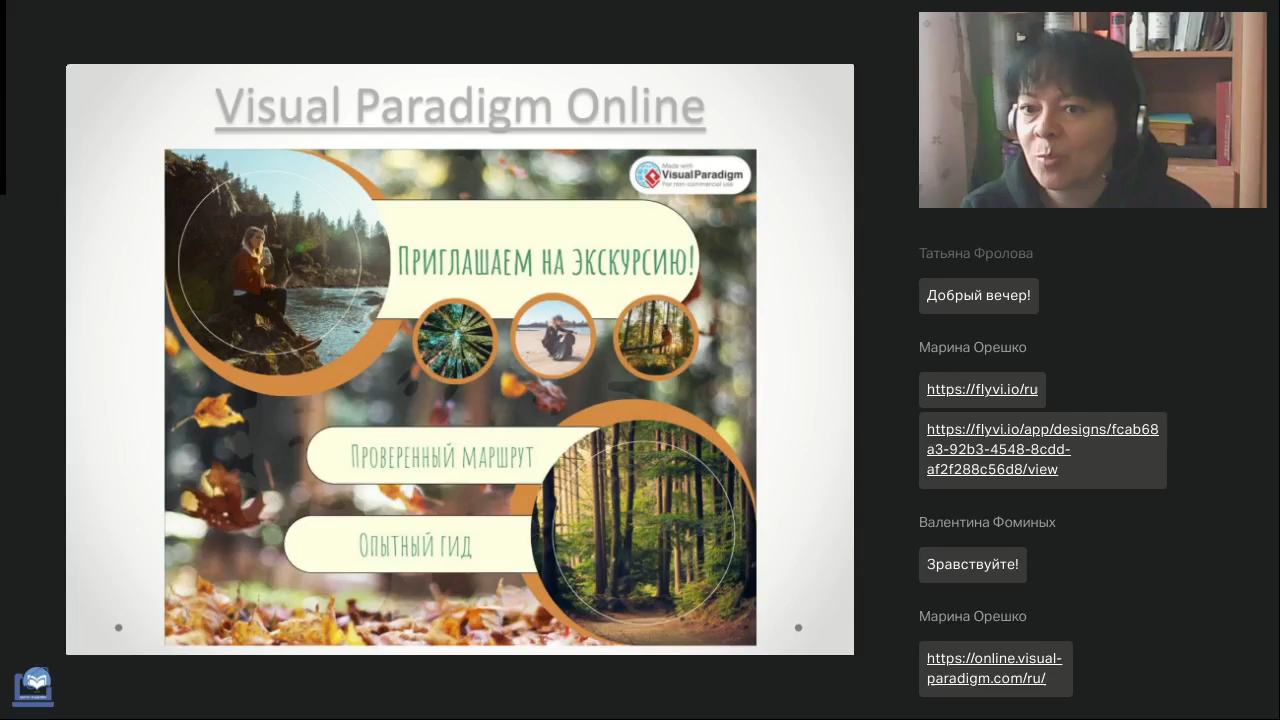 Visual Paradigm Online
Made with
VisualParadigm
For non-commercial use
Приглашаем на экскурсию!
Проверенный маршрут
Опытный гид
Татьяна Фролова
Добрый вечер!
Марина Орешко
https://flyvi.io/ru
https://flyvi.io/app/designs/fcab68
a3-92b3-4548-8cdd-
af2f288c56d8/view
Валентина Фоминых
Зравствуйте!
Марина Орешко
https://online.visual-
paradigm.com/ru/